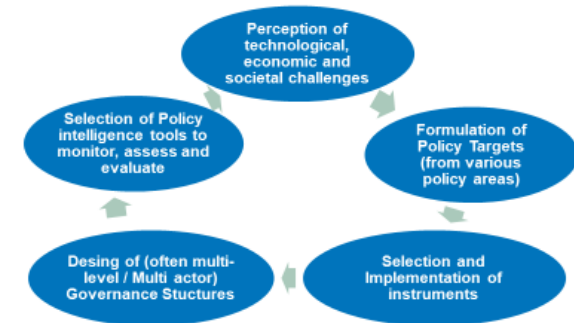 Perception of
technological,
economic and
societal challenges
Formulation of
Policy Targets
(from various
policy areas)
Selection and
Implementation of
instruments
Desing of (often multi-
level / Multi actor)
Governance Stuctures
Selection of Policy
intelligence tools to
monitor, assess and
evaluate